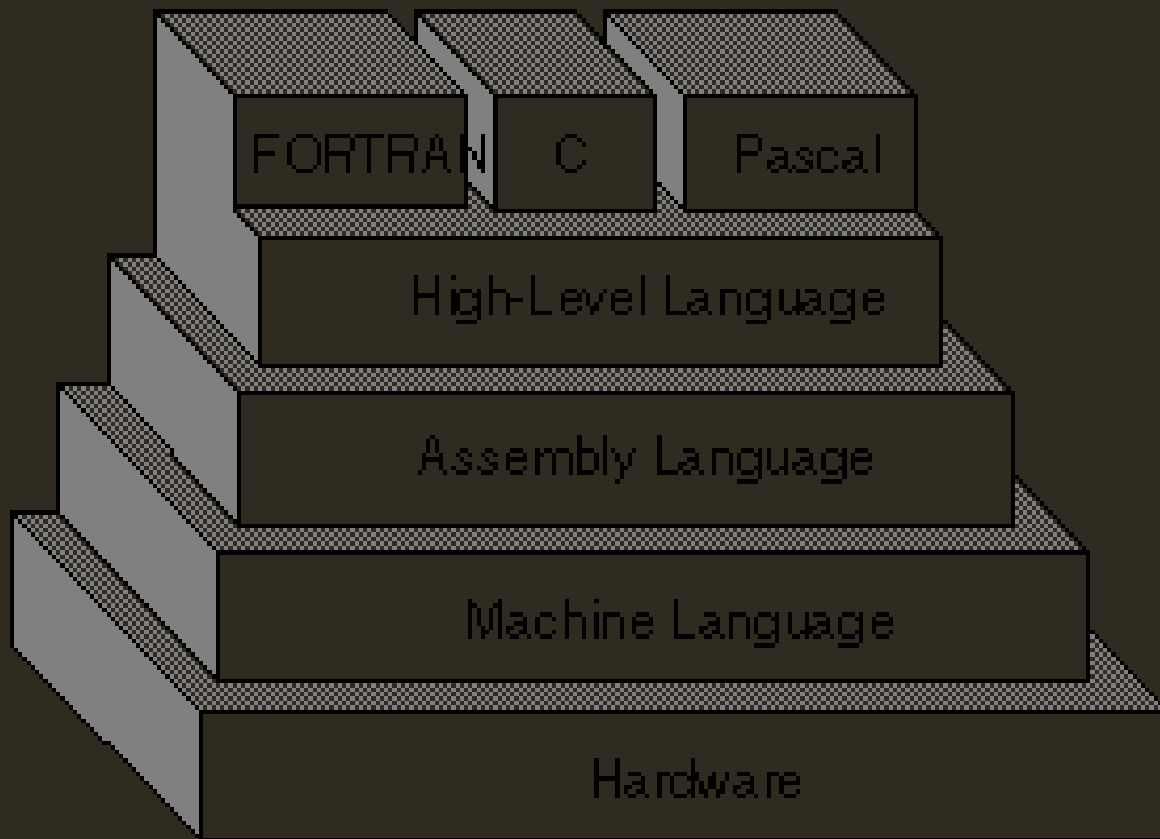 FORTRAN C Pascal
High-Level Language
Assembly Language
Machine Language
Hardware